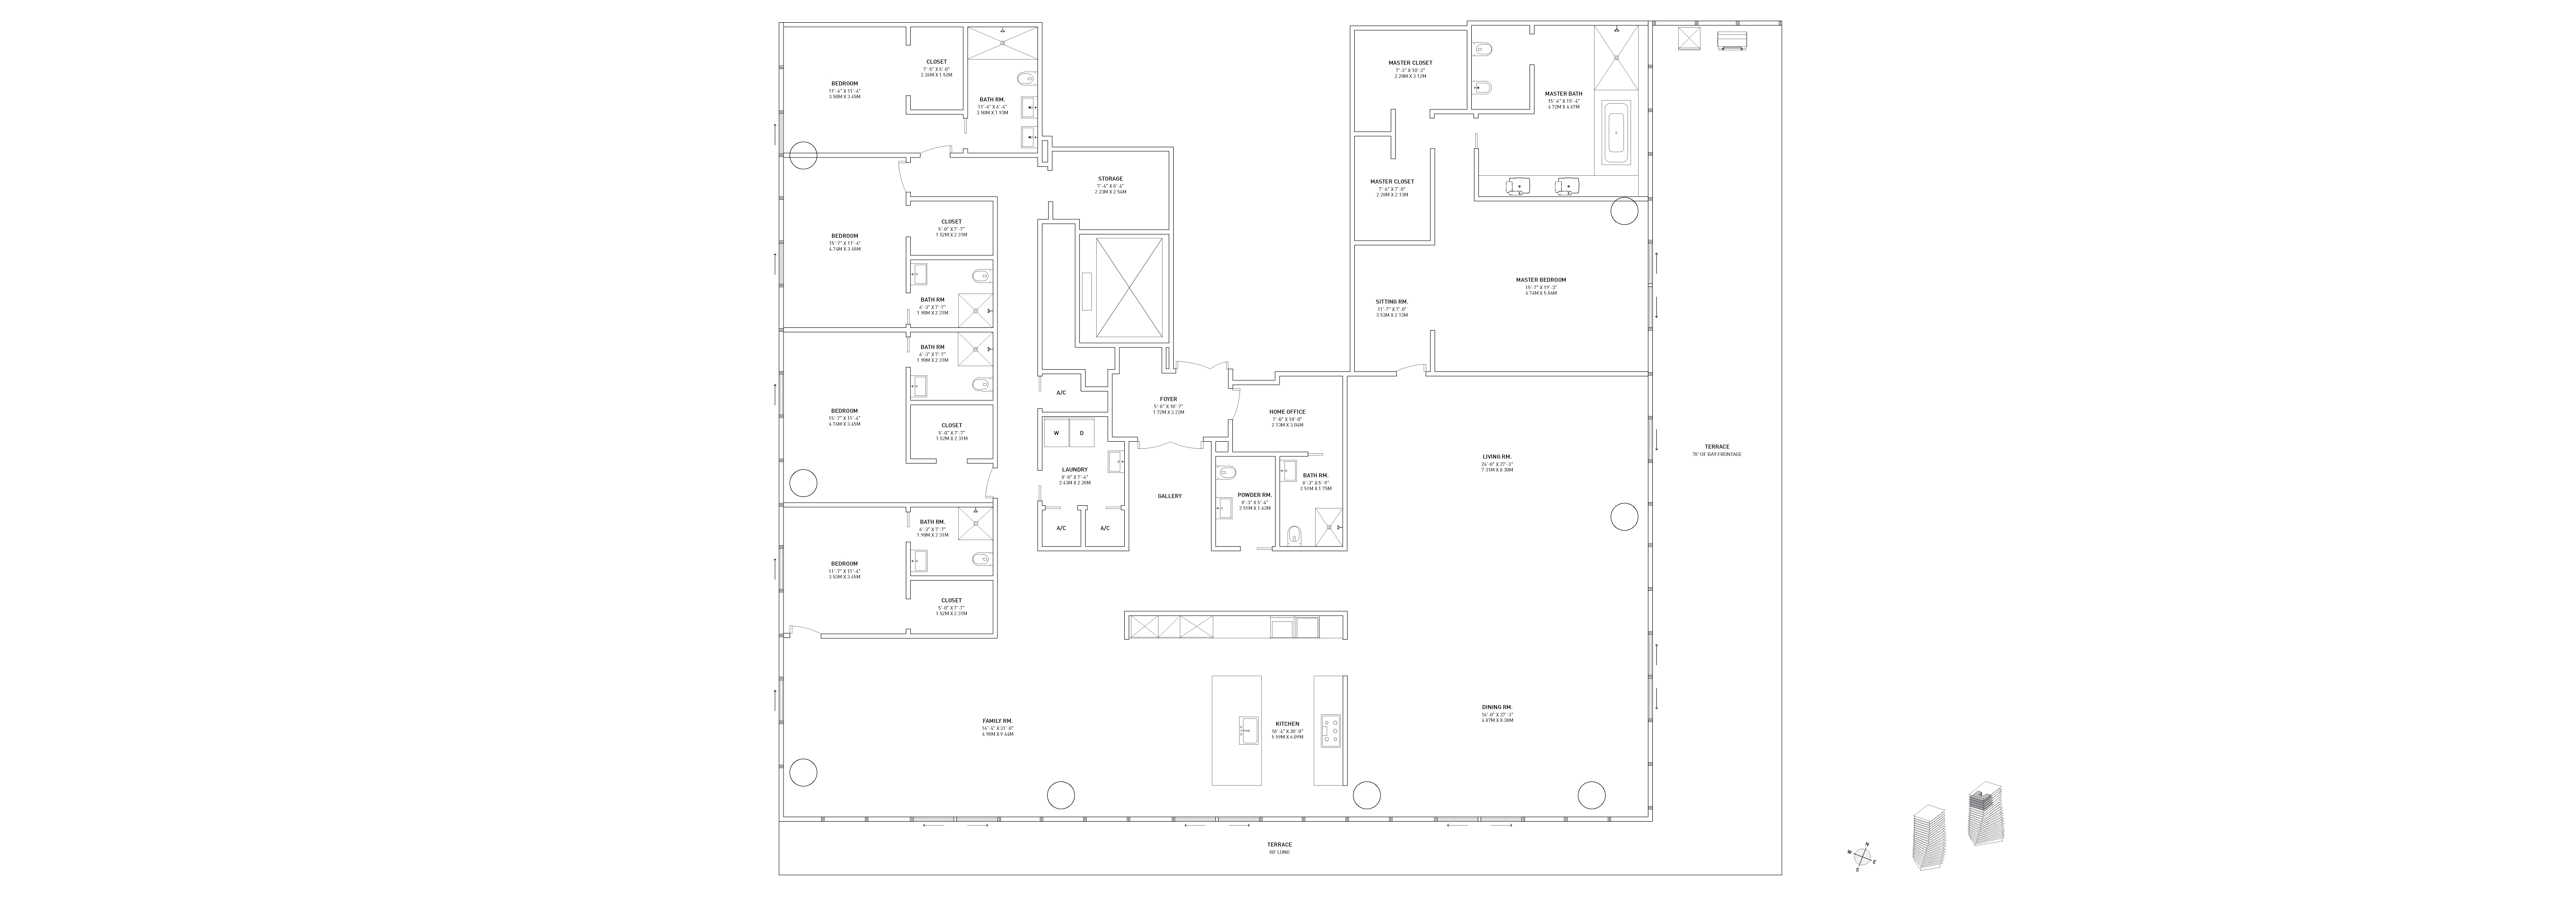 BEDROOM
11'-6" X 11'-4"
3.50M X 3.45M
CLOSET
7'-5" X 5'-0"
2.26M X 1.52M
BATH RM.
11'-6" X 6'-4"
3.50M X 1.93M
STORAGE
7'-4" X 8'-4"
2.23M X 2.54M
BEDROOM
15'-7" X 11'-4"
4.74M X 3.45M
CLOSET
5'-0" X 7'-7"
1.52M X 2.31M
BATH RM
6'-3" X 7'-7"
1.90M X 2.31M
BATH RM
6'-3" X 7'-7"
1.90M X 2.31M
BEDROOM
15'-7" X 11'-4"
4.74M X 3.45M
CLOSET
5'-0" X 7'-7"
1.52M X 2.31M
BATH RM.
6'-3" X 7'-7"
1.90M X 2.31M
BEDROOM
11'-7" X 11'-4"
3.53M X 3.45M
CLOSET
5'-0" X 7'-7"
1.52M X 2.31M
A/C
W
D
LAUNDRY
8'-0" X 7'-6"
2.43M X 2.28M
A/C
A/C
FOYER
5'-8" X 10'-7"
1.72M X 3.22M
GALLERY
HOME OFFICE
7'-0" X 10'-0"
2.13M X 3.04M
POWDER RM.
8'-3" X 5'-4"
2.51M X 1.62M
BATH RM.
8'-3" X 5'-9"
2.51M X 1.75M
MASTER CLOSET
7'-3" X 10'-3"
2.20M X 3.12M
MASTER BATH
15'-6" X 15'-4"
4.72M X 4.67M
MASTER CLOSET
7'-6" X 7'-0"
2.28M X 2.13M
SITTING RM.
11'-7" X 7'-0"
3.53M X 2.13M
MASTER BEDROOM
15'-7" X 19'-3"
4.74M X 5.86M
LIVING RM.
24'-0" X 27'-3"
7.31M X 8.30M
TERRACE
78' OF BAY FRONTAGE
FAMILY RM.
16'-4" X 31'-0"
4.98M X 9.44M
KITCHEN
18'-4" X 20'-0"
5.59M X 6.09M
DINING RM.
16'-0" X 27'-3"
4.87M X 8.30M
TERRACE
80' LONG
N
W
E
S